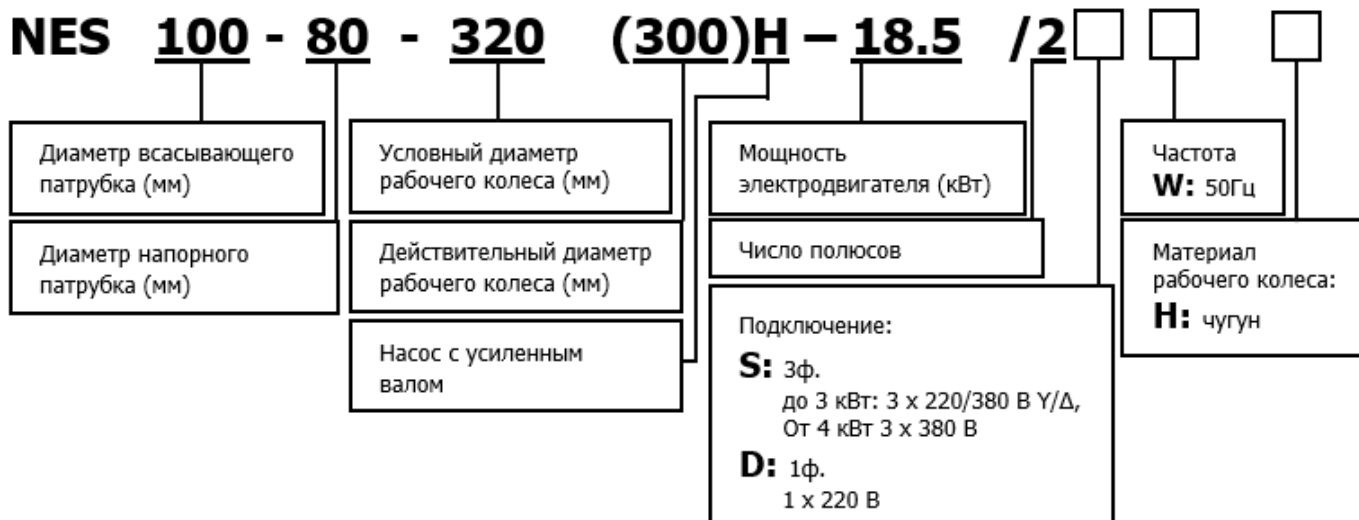 NES 100 - 80 - 320 (300)H – 18.5 /2
Диаметр всасывающего
патрубка (мм)
Диаметр напорного
патрубка (мм)
Условный диаметр
рабочего колеса (мм)
Действительный диаметр
рабочего колеса (мм)
Насос с усиленным
валом
Мощность
электродвигателя (кВт)
Число полюсов
Подключение:
S: 3ф.
до 3 кВт: 3 х 220/380 В Y/Δ,
От 4 кВт 3 х 380 В
D: 1ф.
1 х 220 В
Частота
W: 50Гц
Материал
рабочего колеса:
H: чугун